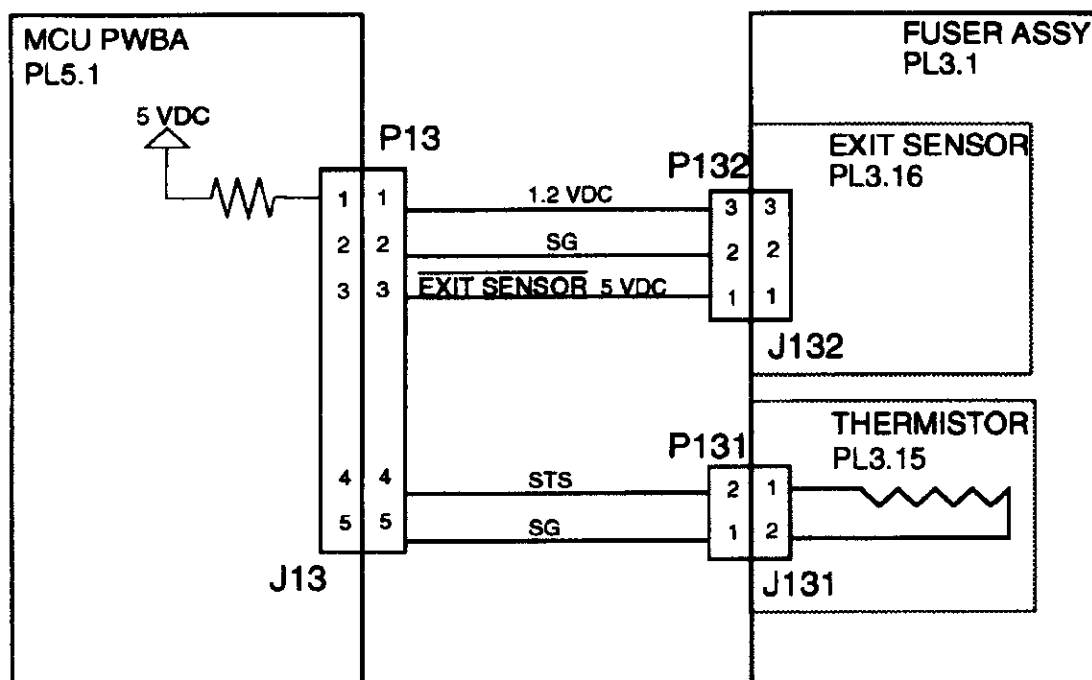 MCU PWBA
PL5.1
5 VDC
P13
J13
1 1
2 2
3 3
4 4
5 5
1.2 VDC
SG
EXIT SENSOR 5 VDC
STS
SG
FUSER ASSY
PL3.1
EXIT SENSOR
PL3.16
P132
3 3
2 2
1 1
J132
THERMISTOR
PL3.15
P131
2 1
1 2
J131